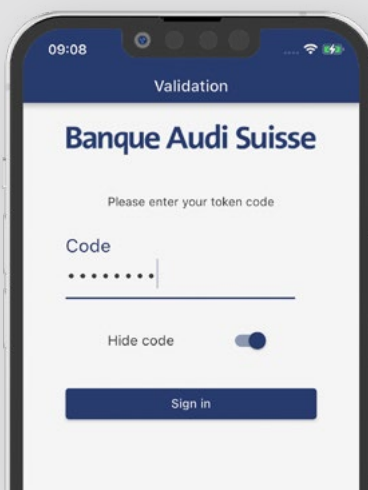 09:08
Validation
Banque Audi Suisse
Please enter your token code
Code
••••••••
Hide code
Sign in